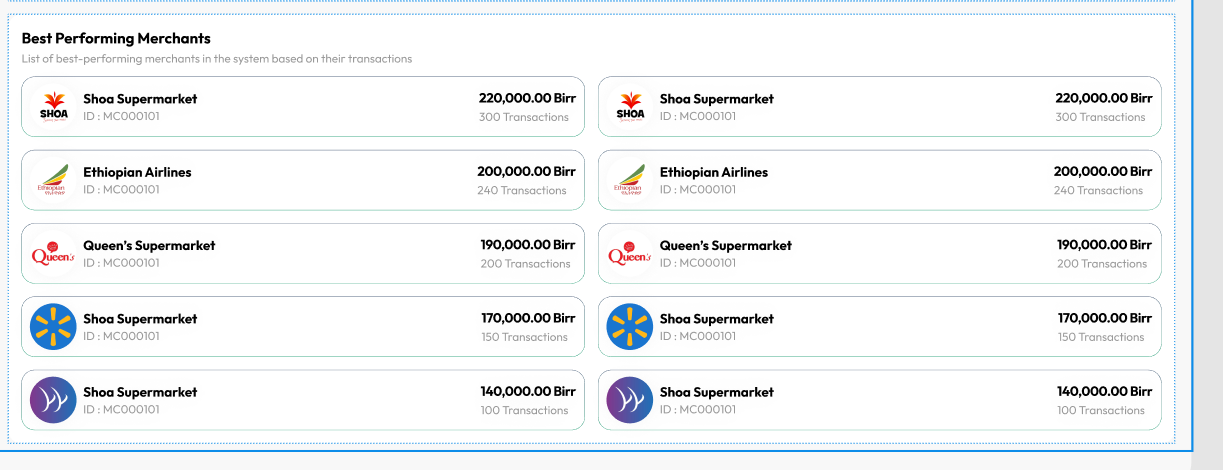 Best Performing Merchants
List of best-performing merchants in the system based on their transactions
SHOA
Shoa Supermarket
220,000.00 Birr
ID : MC000101
300 Transactions
SHOA
Shoa Supermarket
220,000.00 Birr
ID : MC000101
300 Transactions
Ethiopian
Ethiopian Airlines
200,000.00 Birr
ID : MC000101
240 Transactions
Ethiopian
Ethiopian Airlines
200,000.00 Birr
ID : MC000101
240 Transactions
Queen's
Queen's Supermarket
190,000.00 Birr
ID : MC000101
200 Transactions
Queen's
Queen's Supermarket
190,000.00 Birr
ID : MC000101
200 Transactions
Shoa Supermarket
170,000.00 Birr
ID : MC000101
150 Transactions
Shoa Supermarket
170,000.00 Birr
ID : MC000101
150 Transactions
Shoa Supermarket
140,000.00 Birr
ID : MC000101
100 Transactions
Shoa Supermarket
140,000.00 Birr
ID : MC000101
100 Transactions